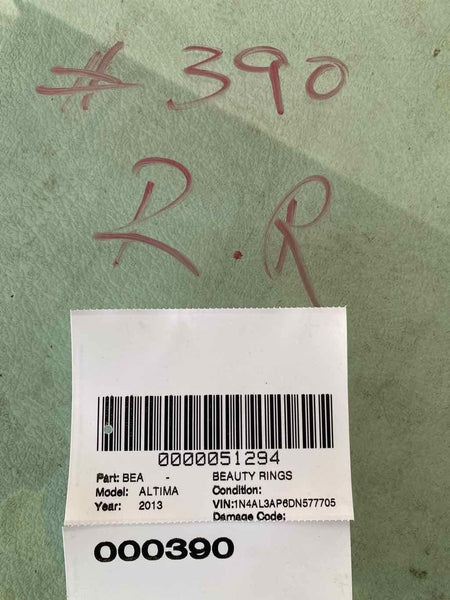 # 390
R.R
0000051294
Part: BEA - BEAUTY RINGS
Model: ALTIMA Condition:
Year: 2013 VIN:1N4AL3AP6DN577705
Damage Code:
000390